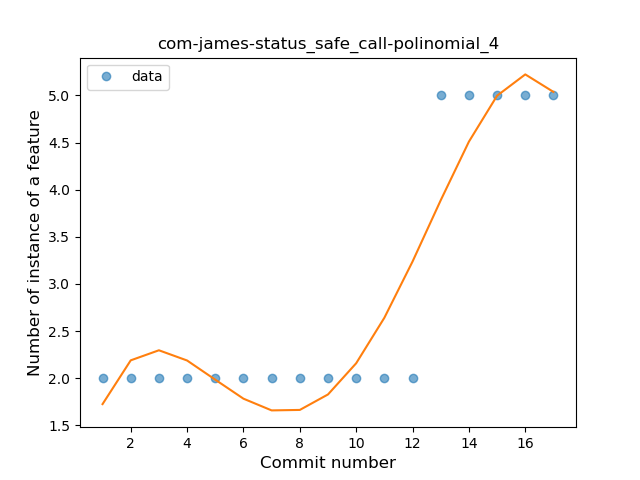 com-james-status_safe_call-polinomial_4
data
Number of instance of a feature
5.0
4.5
4.0
3.5
3.0
2.5
2.0
1.5
2 4 6 8 10 12 14 16
Commit number